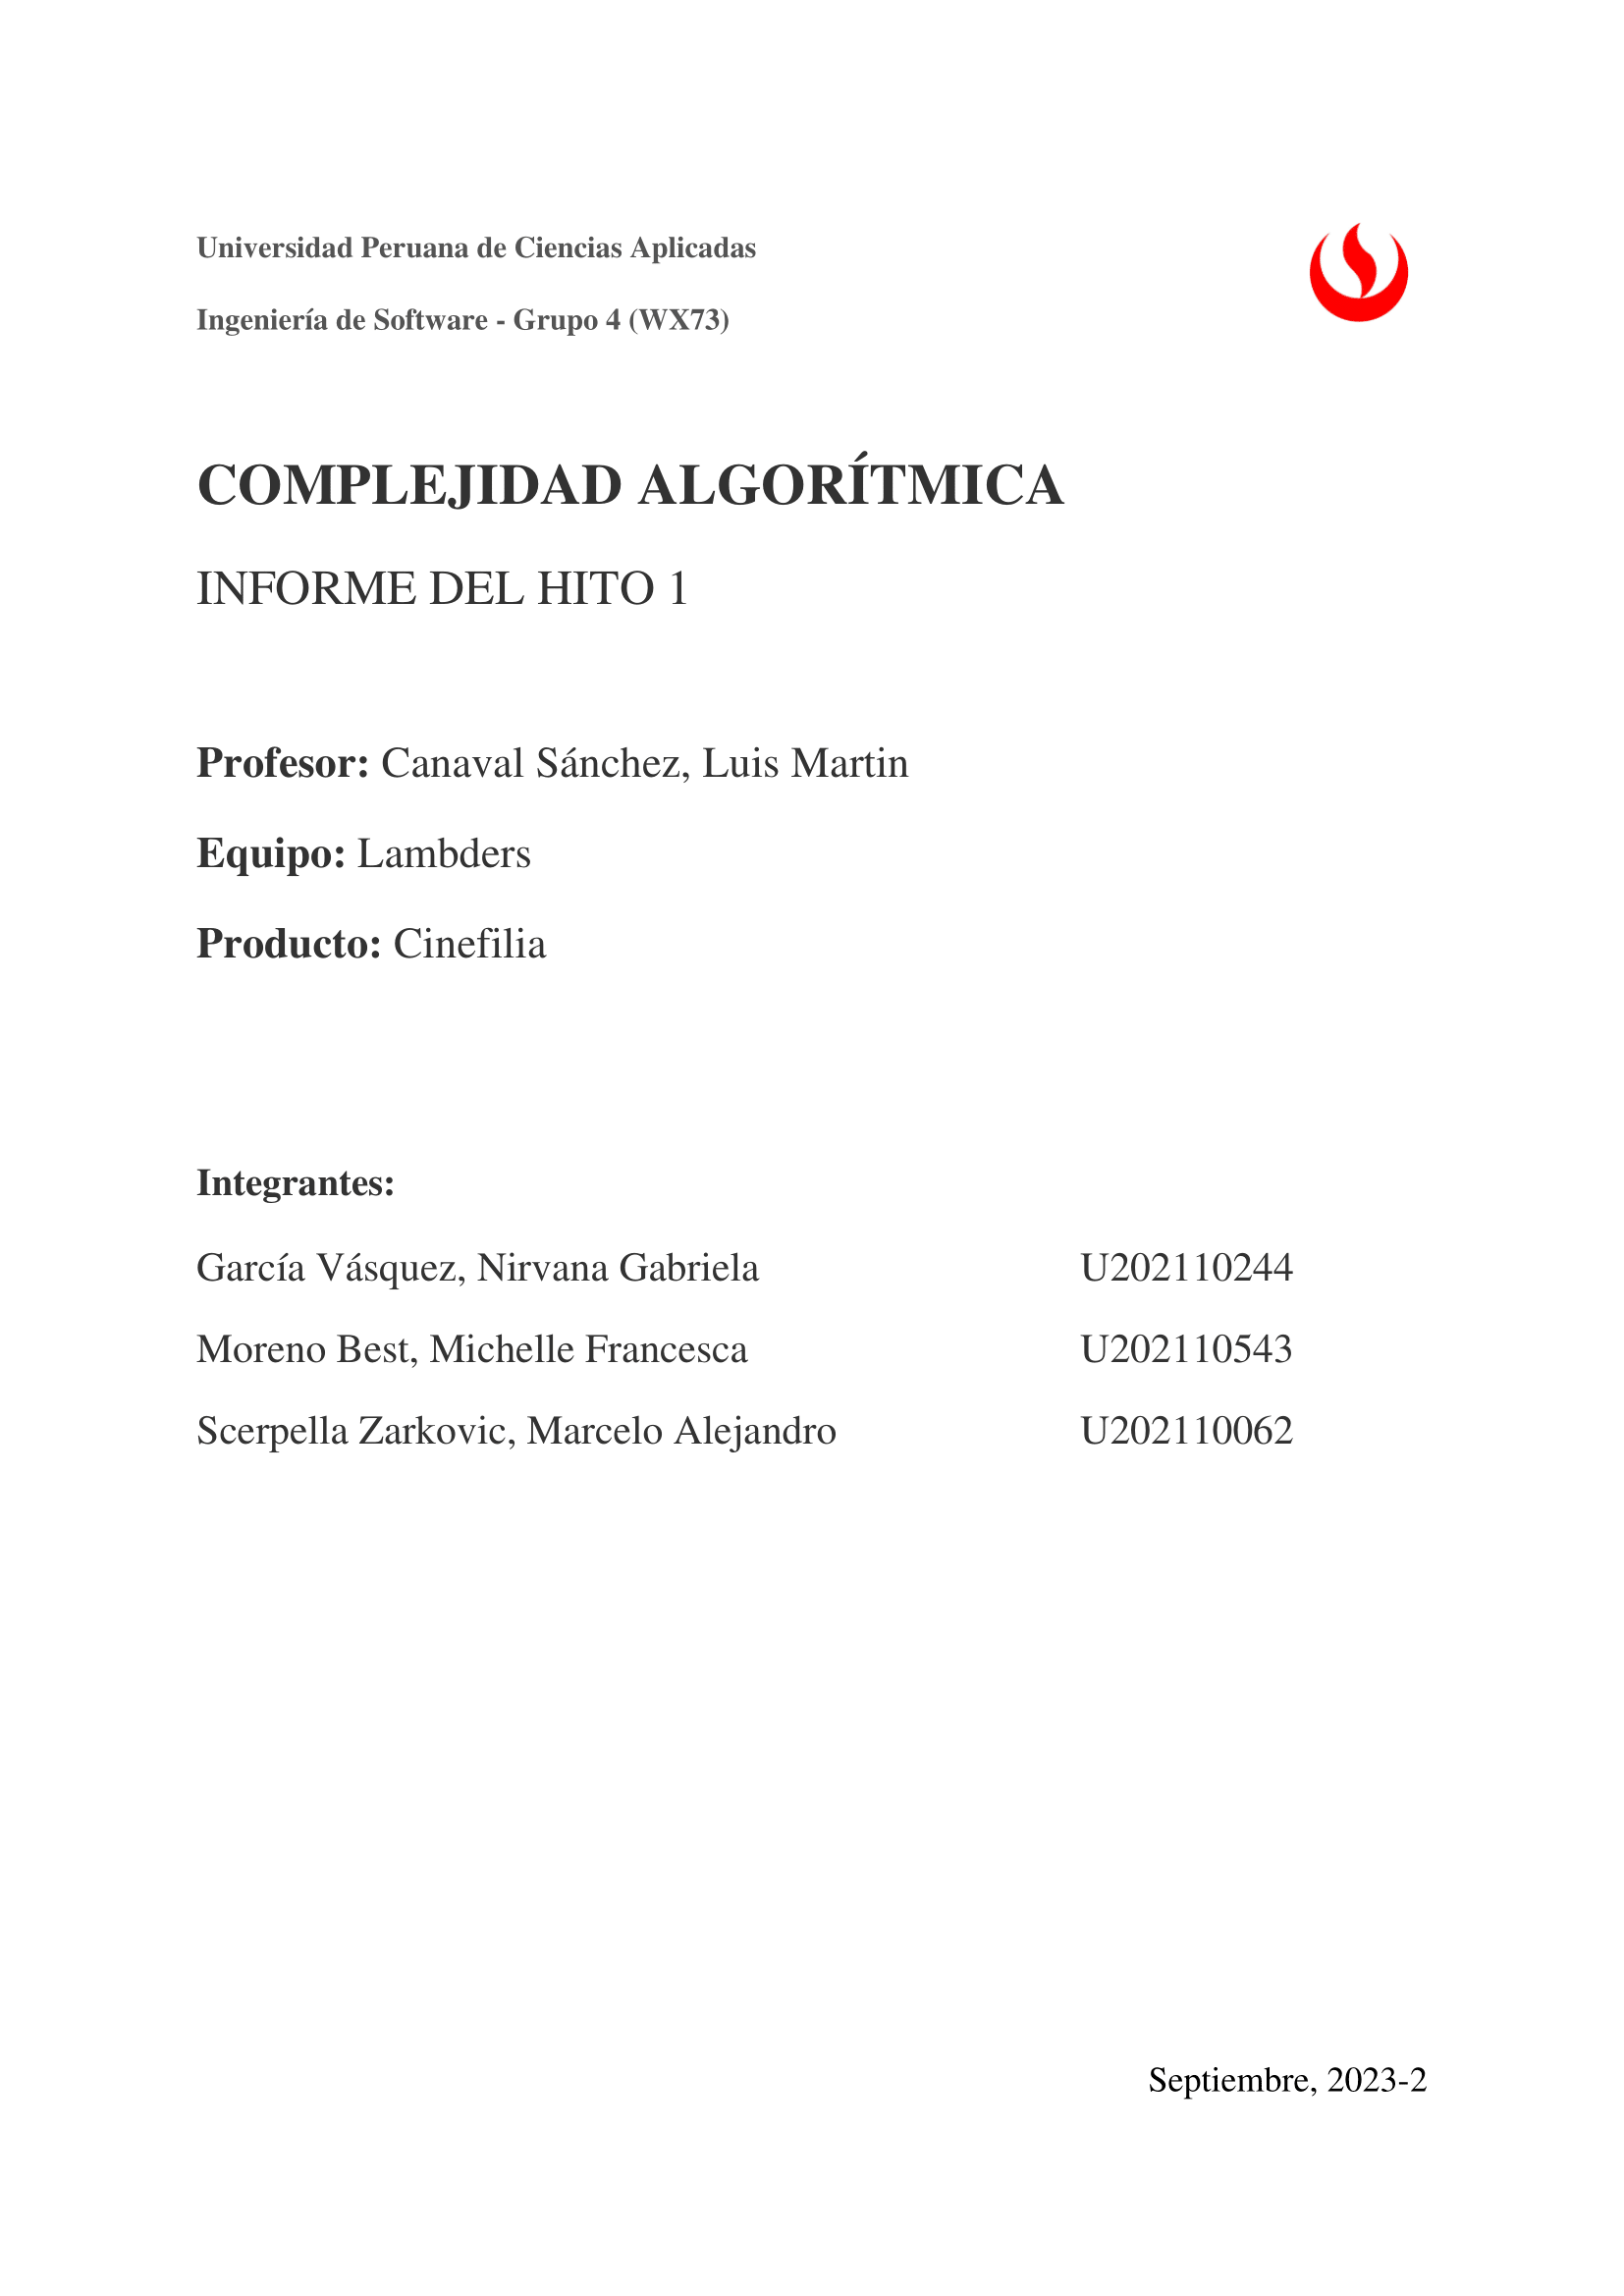 Universidad Peruana de Ciencias Aplicadas
Ingeniería de Software - Grupo 4 (WX73)
COMPLEJIDAD ALGORÍTMICA
INFORME DEL HITO 1
Profesor: Canaval Sánchez, Luis Martin
Equipo: Lambders
Producto: Cinefilia
Integrantes:
García Vásquez, Nirvana Gabriela U202110244
Moreno Best, Michelle Francesca U202110543
Scerpella Zarkovic, Marcelo Alejandro U202110062
Septiembre, 2023-2